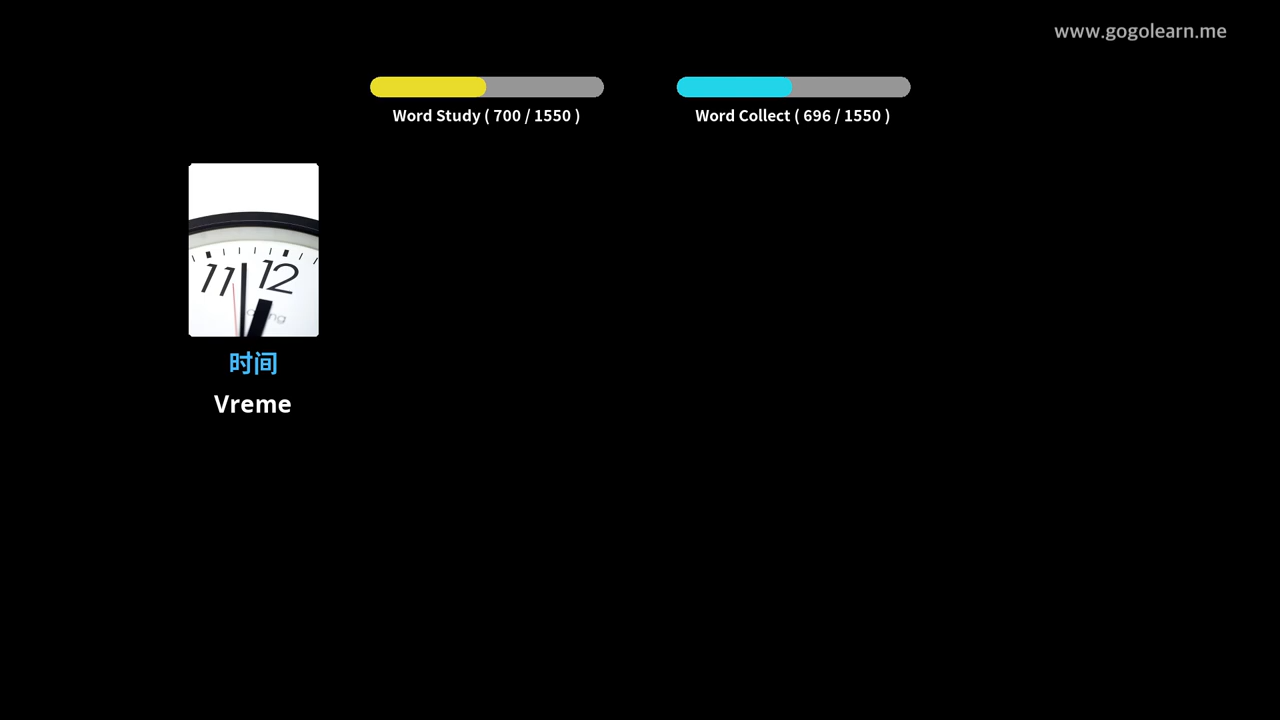 www.gogolearn.me
Word Study ( 700 / 1550 )
Word Collect ( 696 / 1550 )
11 12
时间
Vreme